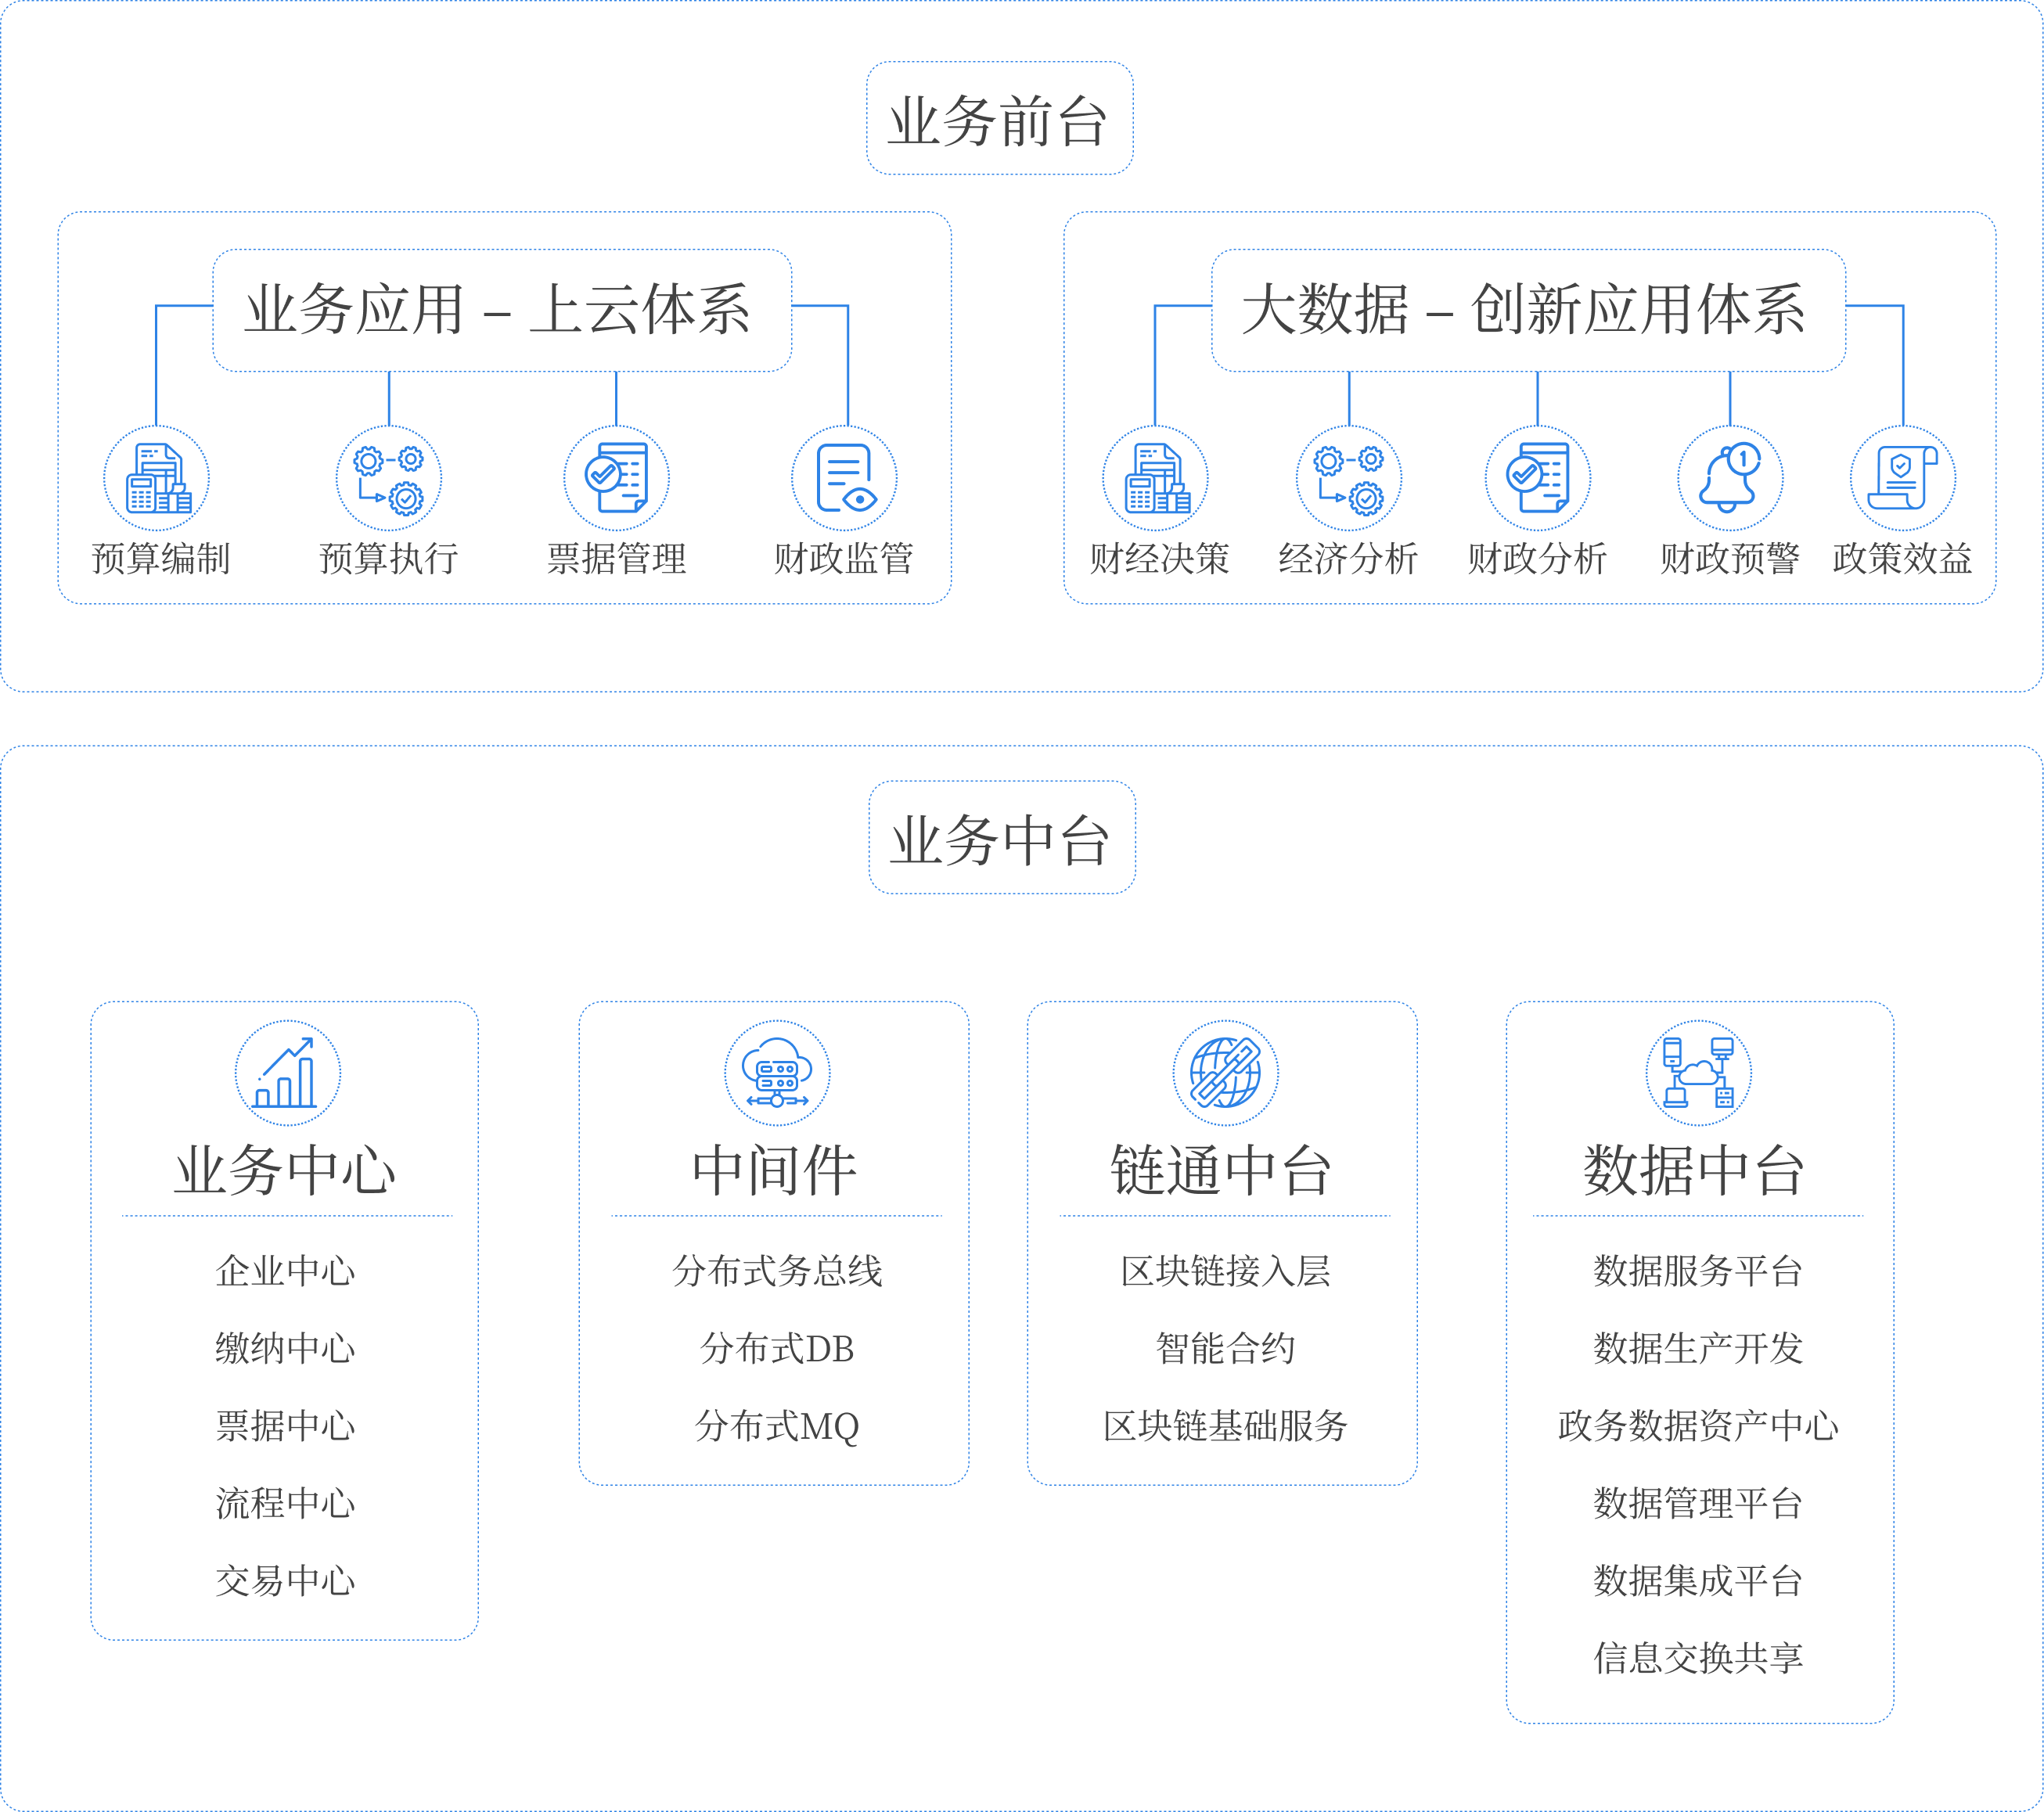 业务前台
业务应用 – 上云体系
预算编制
预算执行
票据管理
财政监管
大数据 – 创新应用体系
财经决策
经济分析
财政分析
财政预警
政策效益
业务中台
业务中心
企业中心
缴纳中心
票据中心
流程中心
交易中心
中间件
分布式务总线
分布式DB
分布式MQ
链通中台
区块链接入层
智能合约
区块链基础服务
数据中台
数据服务平台
数据生产开发
政务数据资产中心
数据管理平台
数据集成平台
信息交换共享